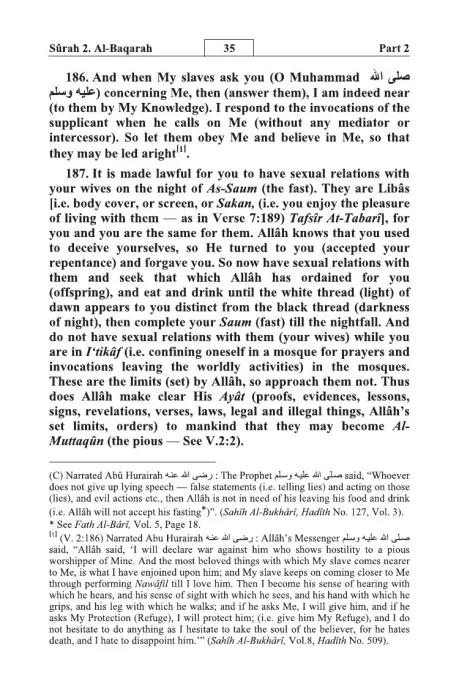 Sûrah 2. Al-Baqarah 35 Part 2
186. And when My slaves ask you (O Muhammad صلى الله
عليه وسلم) concerning Me, then (answer them), I am indeed near
(to them by My Knowledge). I respond to the invocations of the
supplicant when he calls on Me (without any mediator or
intercessor). So let them obey Me and believe in Me, so that
they may be led aright[1].
187. It is made lawful for you to have sexual relations with
your wives on the night of As-Saum (the fast). They are Libâs
[i.e. body cover, or screen, or Sakan, (i.e. you enjoy the pleasure
of living with them — as in Verse 7:189) Tafsîr At-Tabarî], for
you and you are the same for them. Allâh knows that you used
to deceive yourselves, so He turned to you (accepted your
repentance) and forgave you. So now have sexual relations with
them and seek that which Allâh has ordained for you
(offspring), and eat and drink until the white thread (light) of
dawn appears to you distinct from the black thread (darkness
of night), then complete your Saum (fast) till the nightfall. And
do not have sexual relations with them (your wives) while you
are in I‘tikâf (i.e. confining oneself in a mosque for prayers and
invocations leaving the worldly activities) in the mosques.
These are the limits (set) by Allâh, so approach them not. Thus
does Allâh make clear His Ayât (proofs, evidences, lessons,
signs, revelations, verses, laws, legal and illegal things, Allâh’s
set limits, orders) to mankind that they may become Al-
Muttaqûn (the pious — See V.2:2).
(C) Narrated Abû Hurairah رضى الله عنه : The Prophet صلى الله عليه وسلم said, “Whoever
does not give up lying speech — false statements (i.e. telling lies) and acting on those
(lies), and evil actions etc., then Allâh is not in need of his leaving his food and drink
(i.e. Allâh will not accept his fasting*)”. (Sahîh Al-Bukhârî, Hadîth No. 127, Vol. 3).
* See Fath Al-Bârî, Vol. 5, Page 18.
[1] (V. 2:186) Narrated Abu Hurairah رضى الله عنه : Allâh’s Messenger صلى الله عليه وسلم
said, “Allâh said, ‘I will declare war against him who shows hostility to a pious
worshipper of Mine. And the most beloved things with which My slave comes nearer
to Me, is what I have enjoined upon him; and My slave keeps on coming closer to Me
through performing Nawâfil till I love him. Then I become his sense of hearing with
which he hears, and his sense of sight with which he sees, and his hand with which he
grips, and his leg with which he walks; and if he asks Me, I will give him, and if he
asks My Protection (Refuge), I will protect him; (i.e. give him My Refuge), and I do
not hesitate to do anything as I hesitate to take the soul of the believer, for he hates
death, and I hate to disappoint him.’” (Sahîh Al-Bukhârî, Vol.8, Hadîth No. 509).